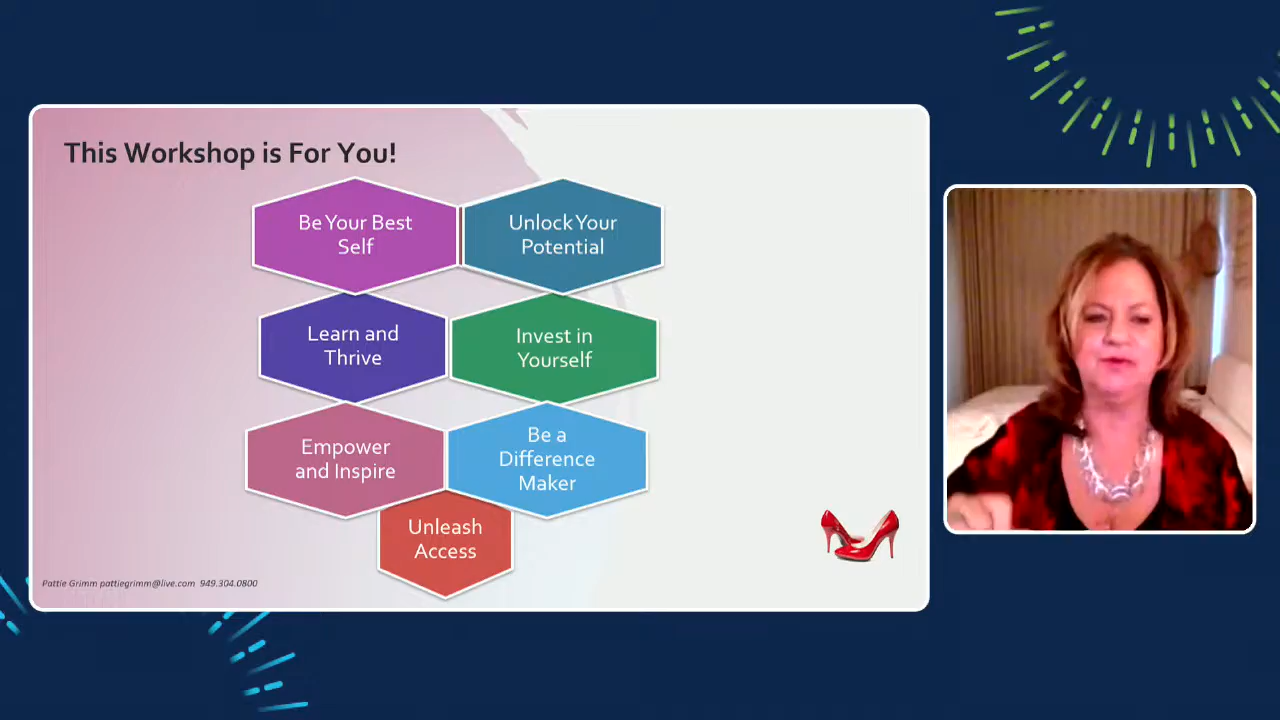 This Workshop is For You!
Be Your Best
Self
Unlock Your
Potential
Learn and
Thrive
Invest in
Yourself
Empower
and Inspire
Be a
Difference
Maker
Unleash
Access
Pattie Grimm pattiegrimm@live.com 949.304.0800